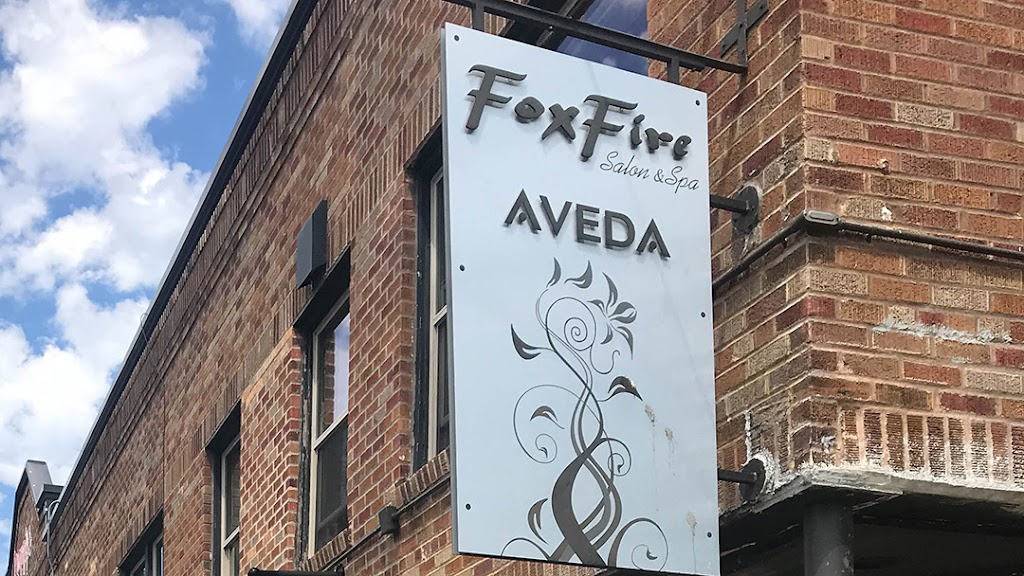 FoxFire
Salon & Spa
AVEDA